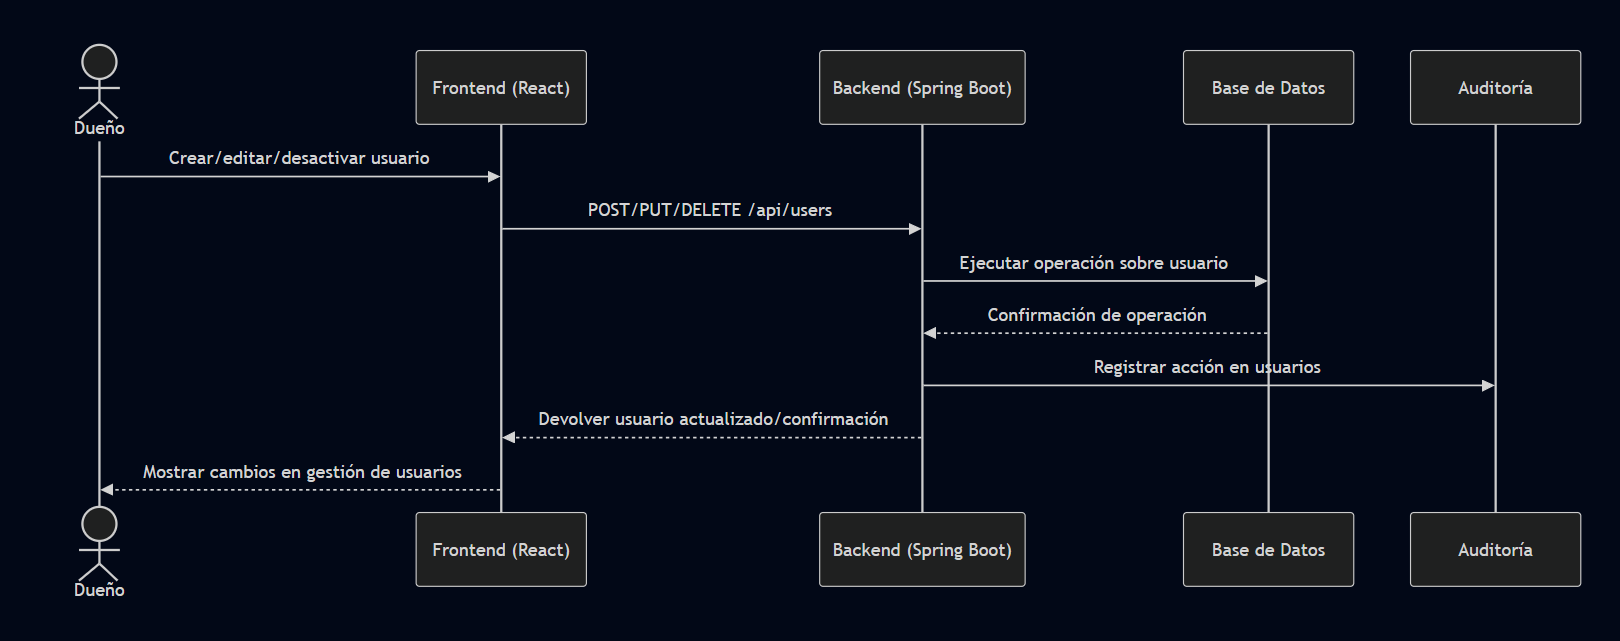 Dueño
Frontend (React)
Backend (Spring Boot)
Base de Datos
Auditoría
Crear/editar/desactivar usuario
POST/PUT/DELETE /api/users
Ejecutar operación sobre usuario
Confirmación de operación
Registrar acción en usuarios
Devolver usuario actualizado/confirmación
Mostrar cambios en gestión de usuarios
Dueño
Frontend (React)
Backend (Spring Boot)
Base de Datos
Auditoría